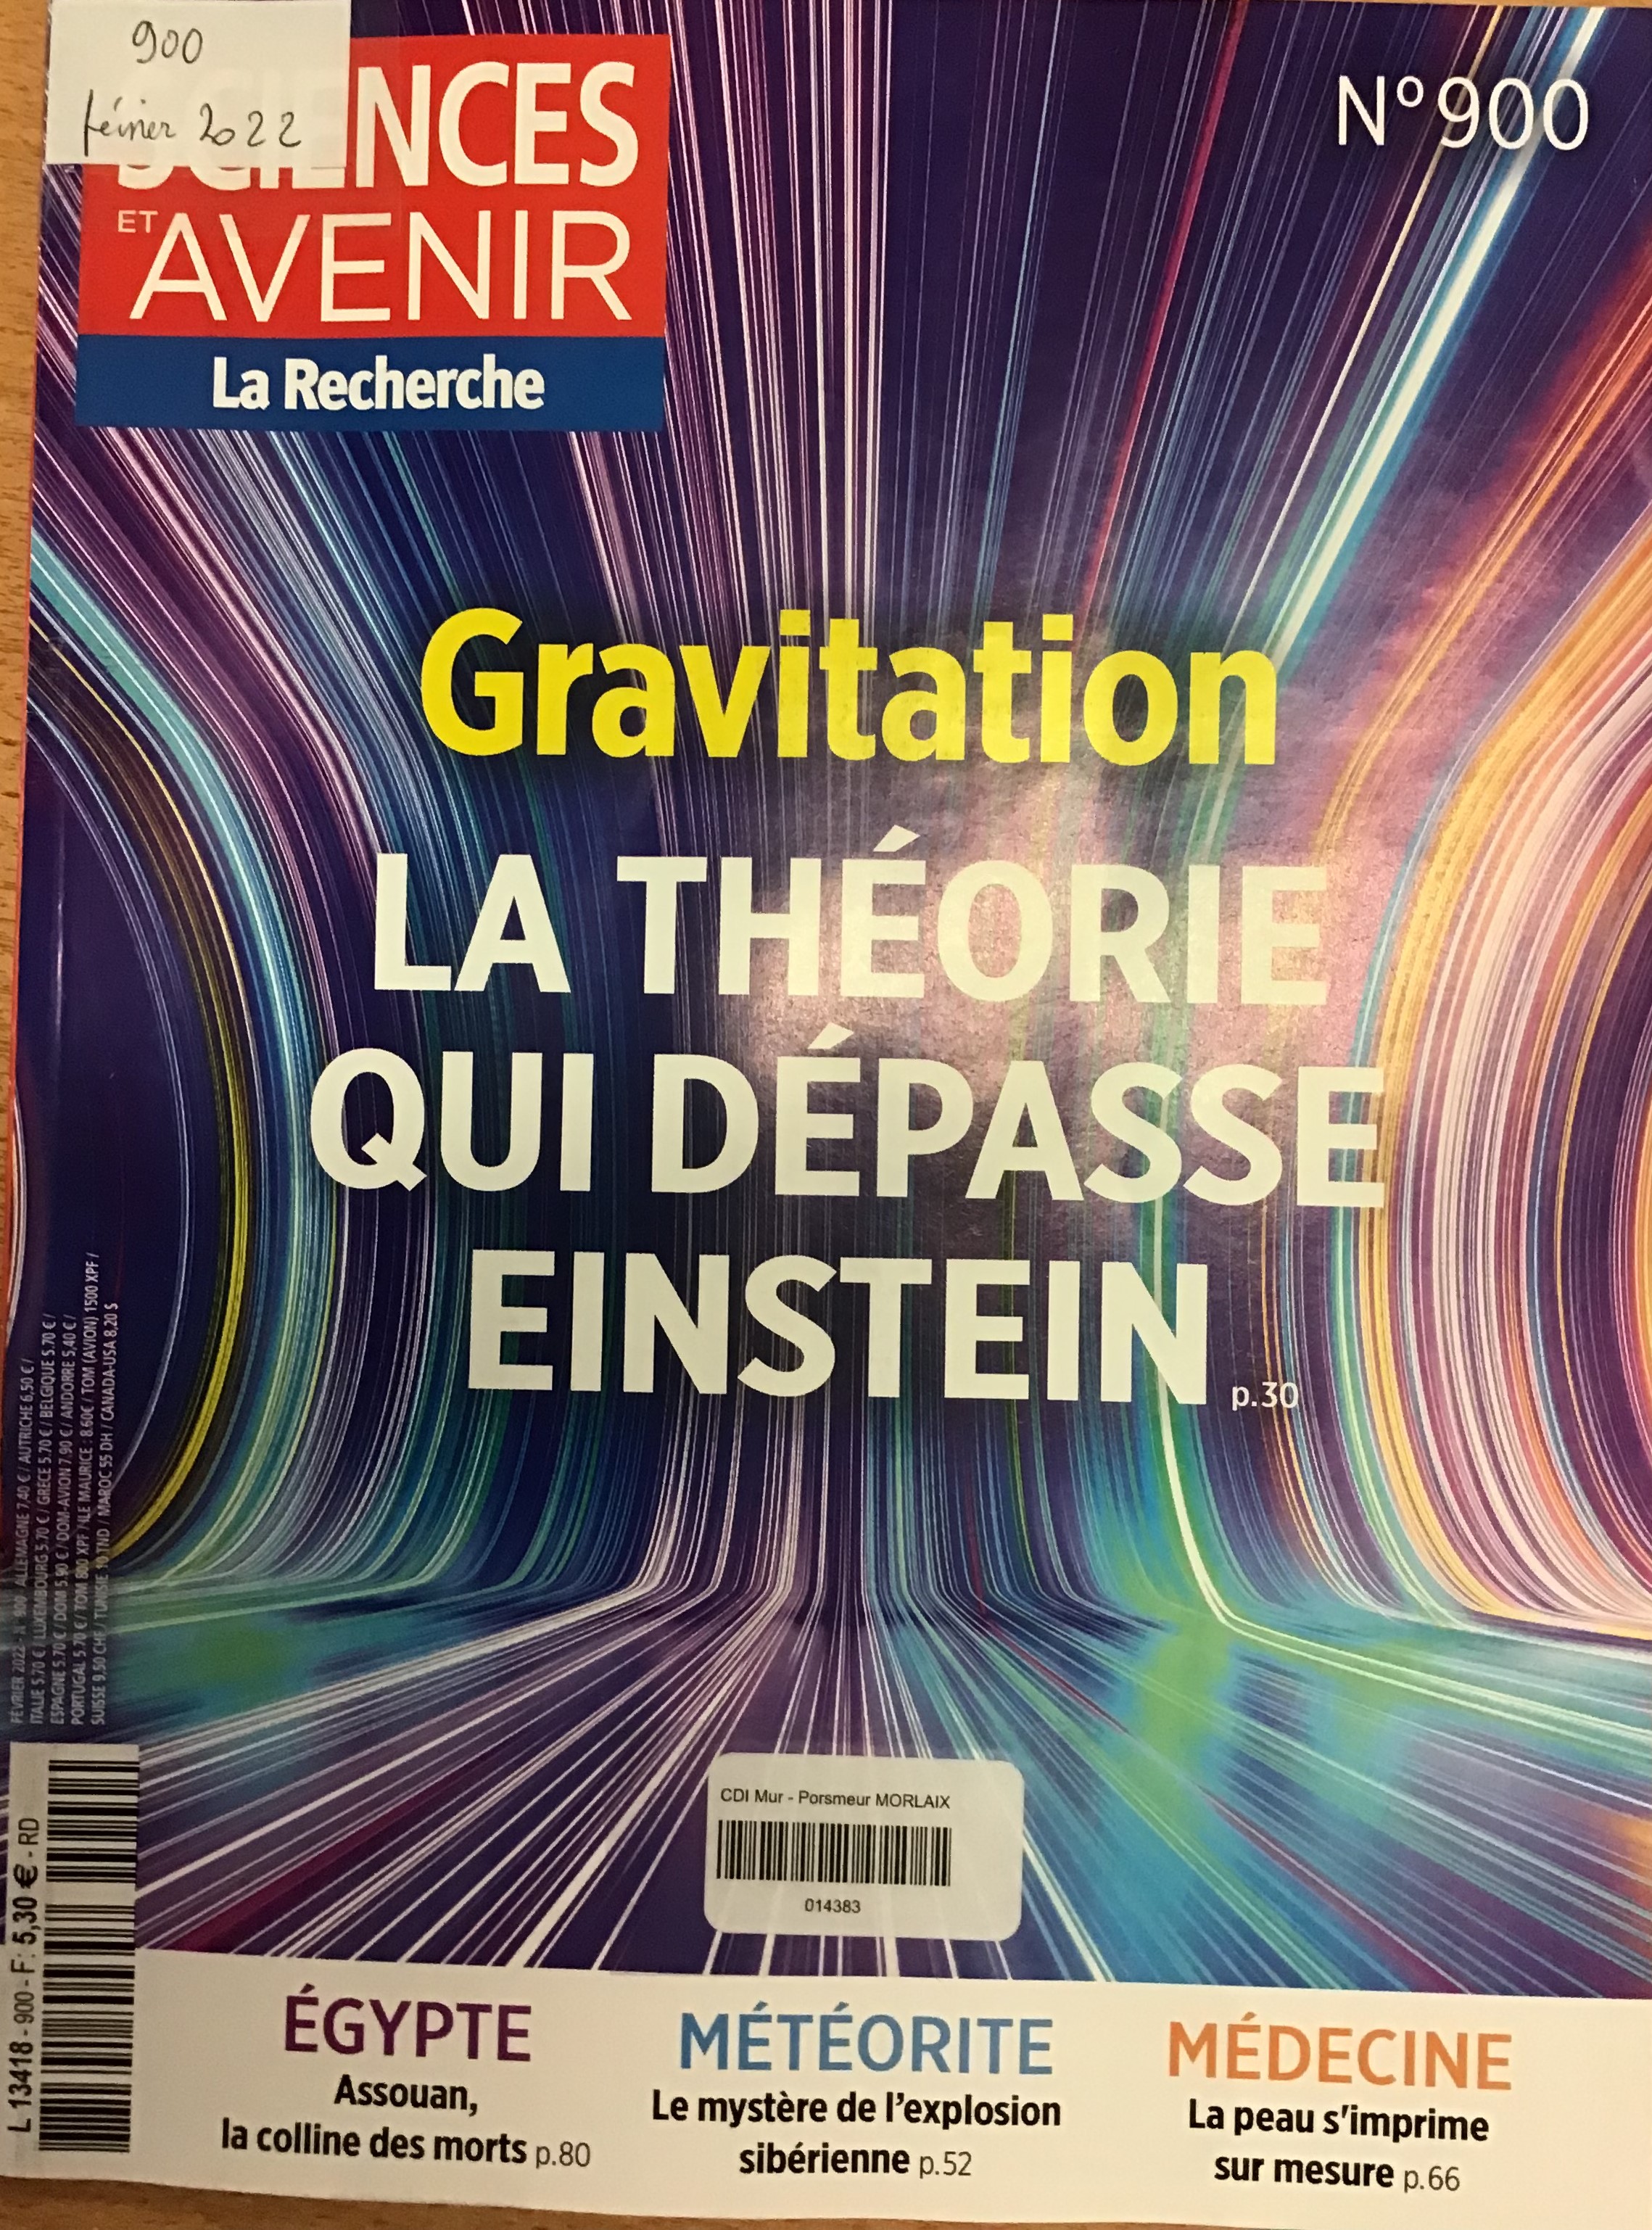 900
février 2022
SCIENCES
ET AVENIR
La Recherche
N°900
Gravitation
LA THÉORIE
QUI DÉPASSE
EINSTEIN p.30
FÉVRIER 2022 - N° 900 ALLEMAGNE 7,40 € / AUTRICHE 6,50 € /
ITALIE 5.70 € / LUXEMBOURG 5.70 € / GRECE 5.70 € / BELGIQUE 5.70 € /
ESPAGNE 5.70 € / DOM 5.90 € / DOM-AVION 7.90 € / ANDORRE 5,40 € /
PORTUGAL 5.70 € / TOM 800 XPF / ILE MAURICE : 8.60€ / TOM (AVION) 1500 XPF /
SUISSE 9.50 CHF / TUNISIE 10 TND / MAROC 55 DH / CANADA-USA 8,20 $
L 13418 - 900 - F: 5,30 € - RD
CDI Mur - Porsmeur MORLAIX
014383
ÉGYPTE
Assouan,
la colline des morts p.80
MÉTÉORITE
Le mystère de l'explosion
sibérienne p.52
MÉDECINE
La peau s'imprime
sur mesure p.66